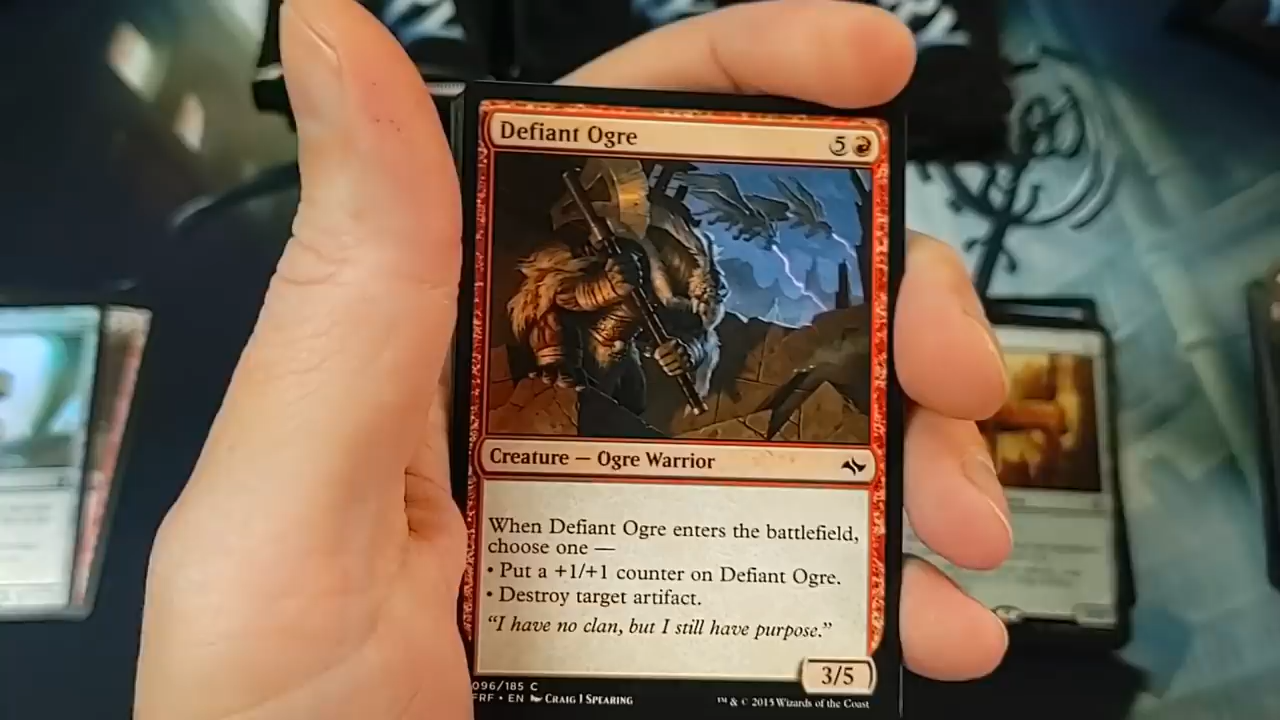 Defiant Ogre 5
Creature — Ogre Warrior
When Defiant Ogre enters the battlefield,
choose one —
• Put a +1/+1 counter on Defiant Ogre.
• Destroy target artifact.
"I have no clan, but I still have purpose."
3/5
096/185 C
FRF • EN Craig J Spearing
™ & © 2015 Wizards of the Coast